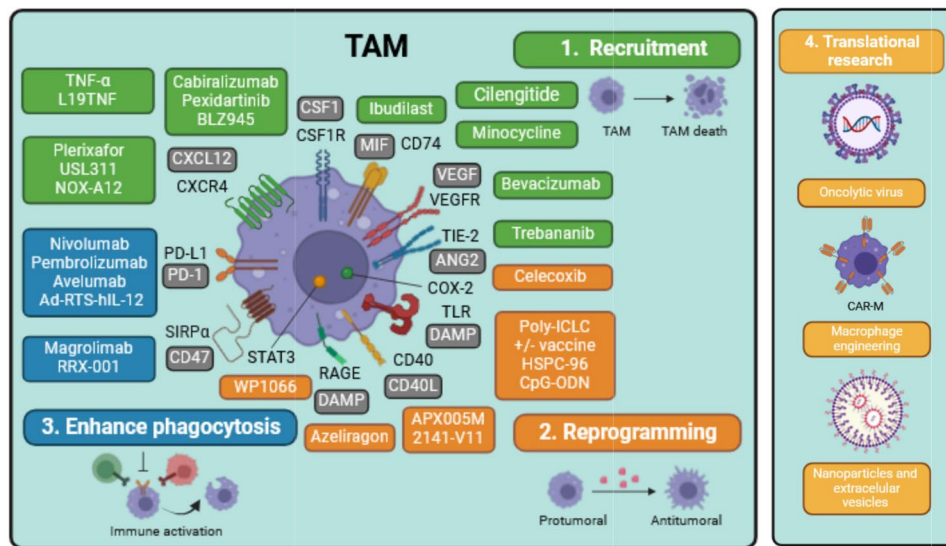 TAM
1. Recruitment
TNF-α
L19TNF
Cabiralizumab
Pexidartinib
BLZ945
CSF1
CSF1R
Ibudilast
Cilengitide
TAM
TAM death
MIF
CD74
Minocycline
Plerixafor
USL311
NOX-A12
CXCL12
CXCR4
VEGF
VEGFR
Bevacizumab
TIE-2
ANG2
Trebananib
Nivolumab
Pembrolizumab
Avelumab
Ad-RTS-hIL-12
PD-L1
PD-1
COX-2
Celecoxib
TLR
DAMP
Poly-ICLC
+/- vaccine
HSPC-96
CpG-ODN
Magrolimab
RRX-001
SIRPα
CD47
STAT3
WP1066
RAGE
DAMP
CD40
CD40L
Azeliragon
APX005M
2141-V11
3. Enhance phagocytosis
Immune activation
2. Reprogramming
Protumoral
Antitumoral
4. Translational
research
Oncolytic virus
CAR-M
Macrophage
engineering
Nanoparticles and
extracelular
vesicles